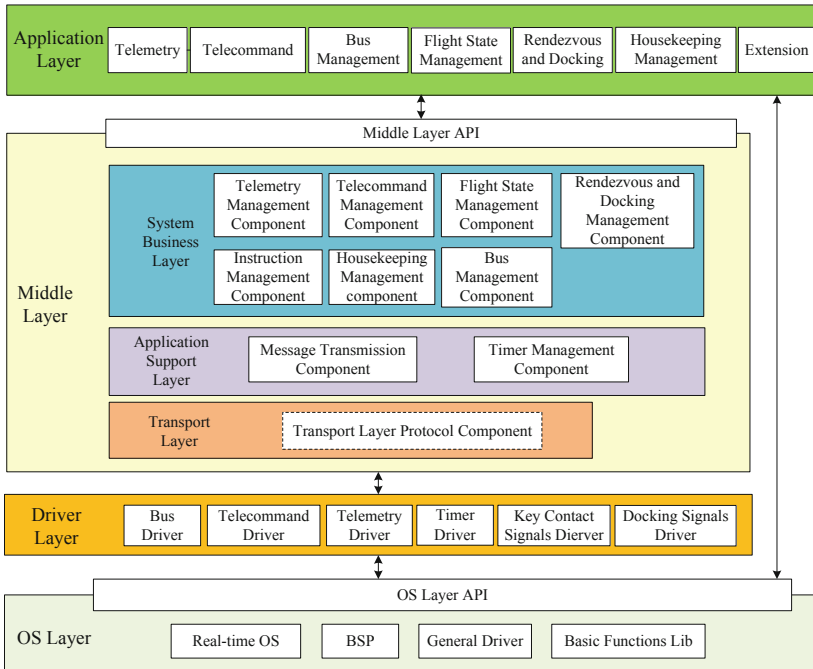 Application
Layer
Telemetry
Telecommand
Bus
Management
Flight State
Management
Rendezvous
and Docking
Housekeeping
Management
Extension
Middle Layer API
Middle
Layer
System
Business
Layer
Telemetry
Management
Component
Telecommand
Management
Component
Flight State
Management
Component
Rendezvous and
Docking
Management
Component
Instruction
Management
Component
Housekeeping
Management
component
Bus
Management
Component
Application
Support
Layer
Message Transmission
Component
Timer Management
Component
Transport
Layer
Transport Layer Protocol Component
Driver
Layer
Bus
Driver
Telecommand
Driver
Telemetry
Driver
Timer
Driver
Key Contact
Signals Dierver
Docking Signals
Driver
OS Layer API
OS Layer
Real-time OS
BSP
General Driver
Basic Functions Lib